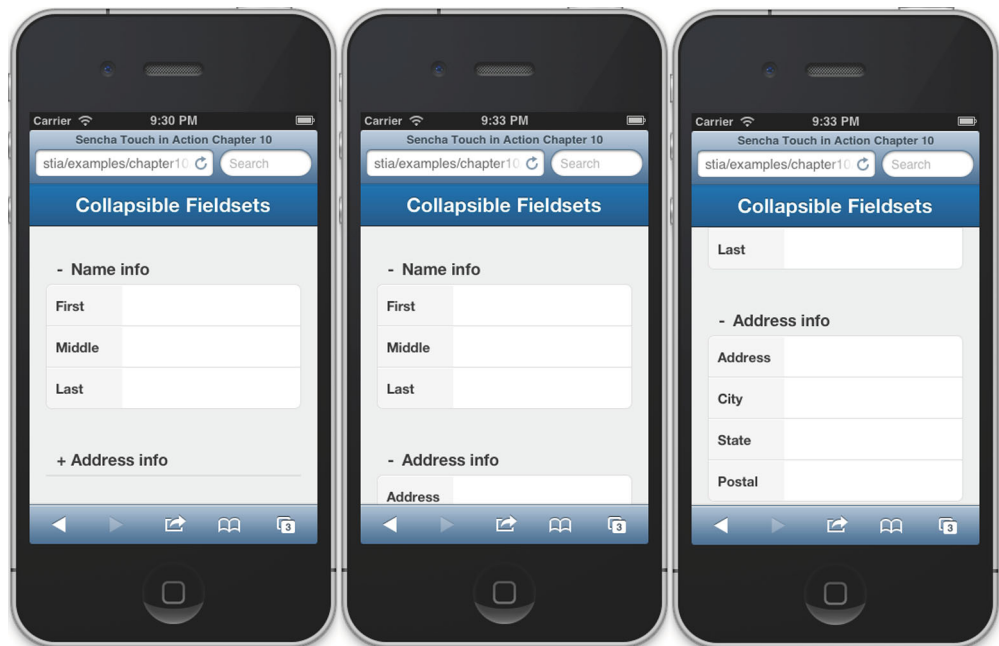 Carrier 9:30 PM
Sencha Touch in Action Chapter 10
stia/examples/chapter10 Search
Collapsible Fieldsets
- Name info
First
Middle
Last
+ Address info
3
Carrier 9:33 PM
Sencha Touch in Action Chapter 10
stia/examples/chapter10 Search
Collapsible Fieldsets
- Name info
First
Middle
Last
- Address info
Address
3
Carrier 9:33 PM
Sencha Touch in Action Chapter 10
stia/examples/chapter10 Search
Collapsible Fieldsets
Last
- Address info
Address
City
State
Postal
3